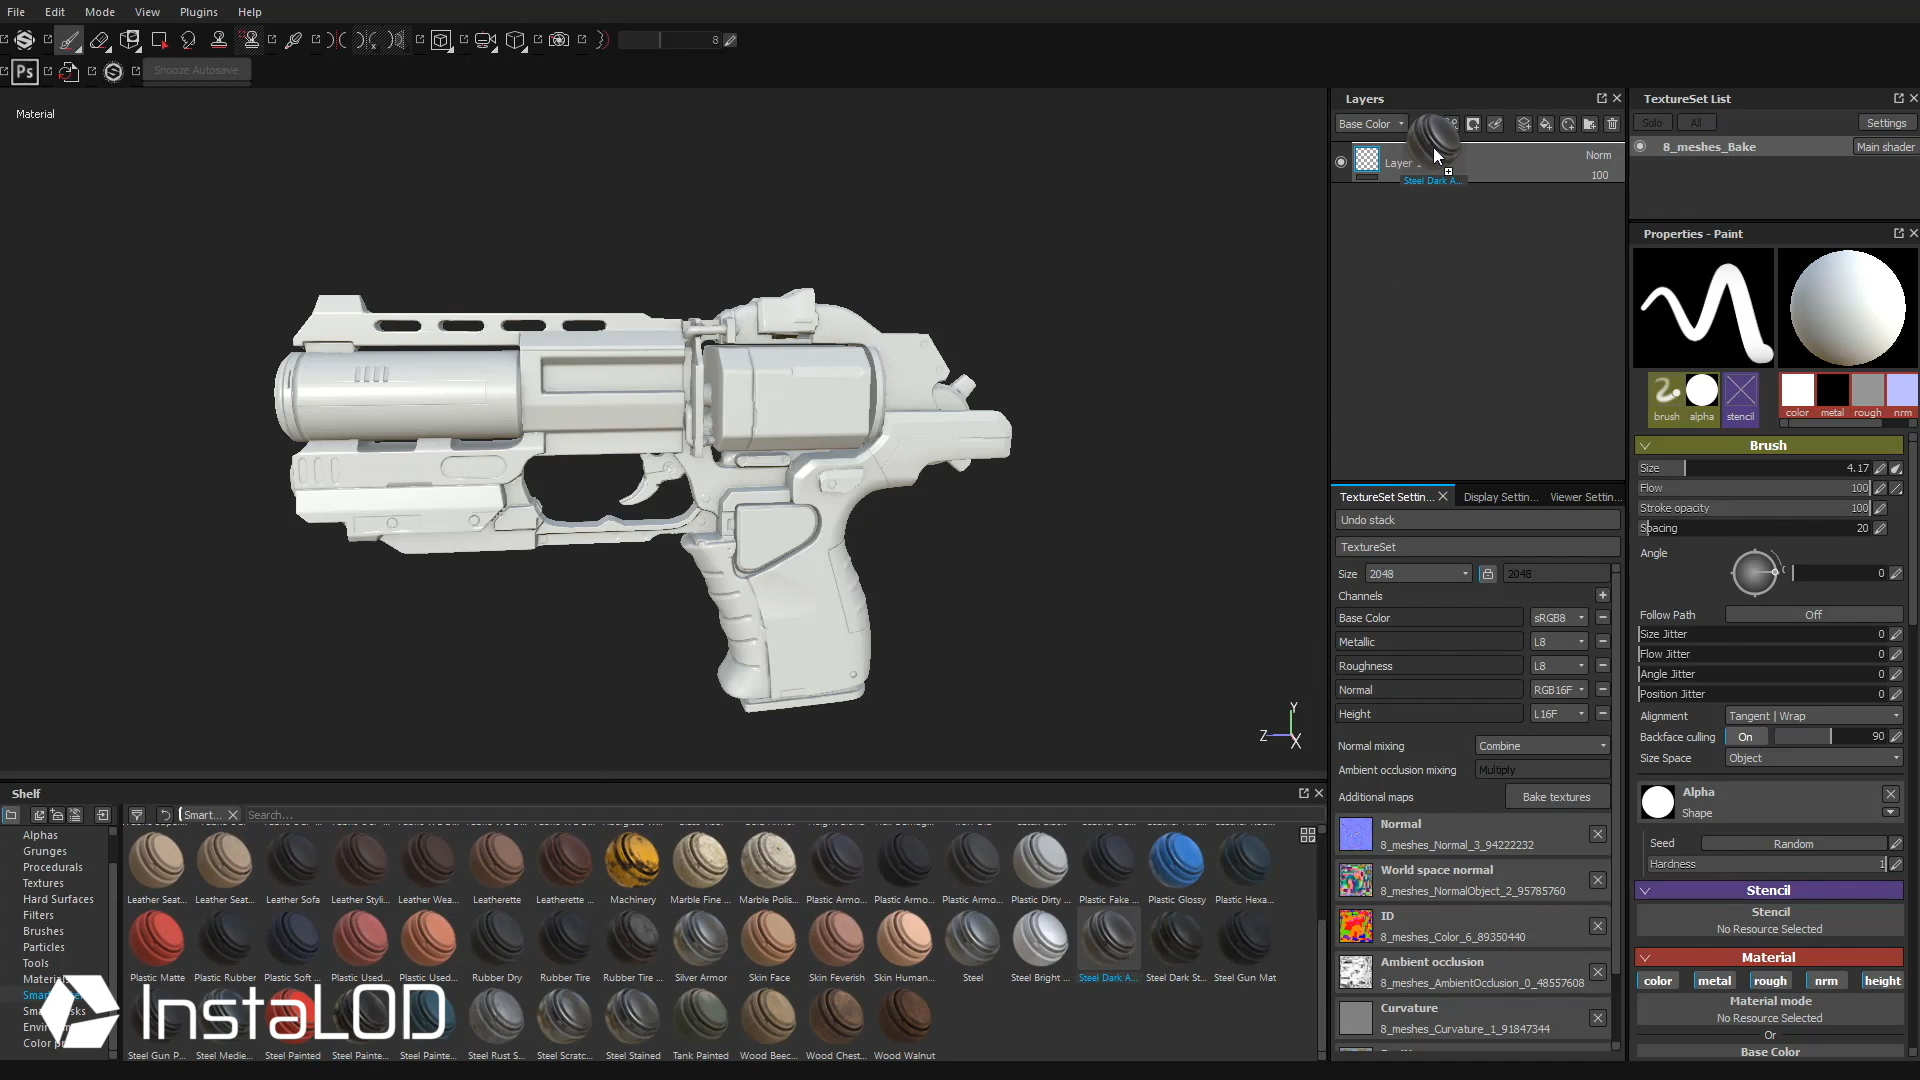 File Edit Mode View Plugins Help
8
Ps Snooze Autosave
Material
Layers
Base Color
Layer 1 Norm
100
Steel Dark A...
TextureSet List
Solo All Settings
8_meshes_Bake Main shader
Properties - Paint
brush alpha stencil color metal rough nrm
Brush
Size 4.17
Flow 100
Stroke opacity 100
Spacing 20
Angle 0
Follow Path Off
Size Jitter 0
Flow Jitter 0
Angle Jitter 0
Position Jitter 0
Alignment Tangent | Wrap
Backface culling On 90
Size Space Object
Alpha
Shape
Seed Random
Hardness 1
Stencil
Stencil
No Resource Selected
Material
color metal rough nrm height
Material mode
No Resource Selected
Or
Base Color
TextureSet Settin... Display Settin... Viewer Settin...
Undo stack
TextureSet
Size 2048 2048
Channels
Base Color sRGB8
Metallic L8
Roughness L8
Normal RGB16F
Height L16F
Normal mixing Combine
Ambient occlusion mixing Multiply
Additional maps Bake textures
Normal
8_meshes_Normal_3_94222232
World space normal
8_meshes_NormalObject_2_95785760
ID
8_meshes_Color_6_89350440
Ambient occlusion
8_meshes_AmbientOcclusion_0_48557608
Curvature
8_meshes_Curvature_1_91847344
Y
Z X
Shelf
Smart... Search...
Alphas
Grunges
Procedurals
Textures
Hard Surfaces
Filters
Brushes
Particles
Tools
Leather Seat... Leather Seat... Leather Sofa Leather Styli... Leather Wea... Leatherette Leatherette ... Machinery Marble Fine ... Marble Polis... Plastic Armo... Plastic Armo... Plastic Armo... Plastic Dirty ... Plastic Fake ... Plastic Glossy Plastic Hexa...
Plastic Matte Plastic Rubber Plastic Soft ... Plastic Used... Plastic Used... Rubber Dry Rubber Tire Rubber Tire ... Silver Armor Skin Face Skin Feverish Skin Human... Steel Steel Bright ... Steel Dark A... Steel Dark St... Steel Gun Mat
Steel Gun P... Steel Medie... Steel Painted Steel Painte... Steel Painte... Steel Rust S... Steel Scratc... Steel Stained Tank Painted Wood Beec... Wood Chest... Wood Walnut
InstaLOD